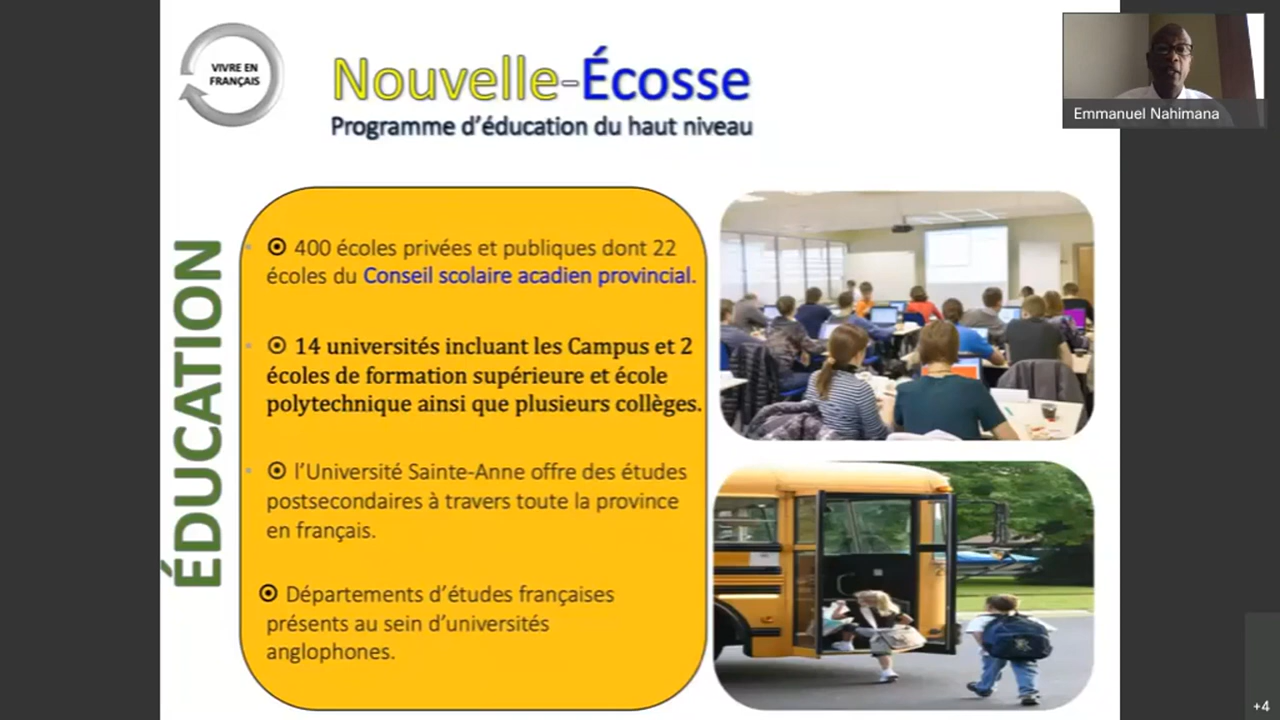 VIVRE EN
FRANÇAIS
Nouvelle-Écosse
Programme d'éducation du haut niveau
Emmanuel Nahimana
ÉDUCATION
400 écoles privées et publiques dont 22
écoles du Conseil scolaire acadien provincial.
14 universités incluant les Campus et 2
écoles de formation supérieure et école
polytechnique ainsi que plusieurs collèges.
l'Université Sainte-Anne offre des études
postsecondaires à travers toute la province
en français.
Départements d'études françaises
présents au sein d'universités
anglophones.
+4